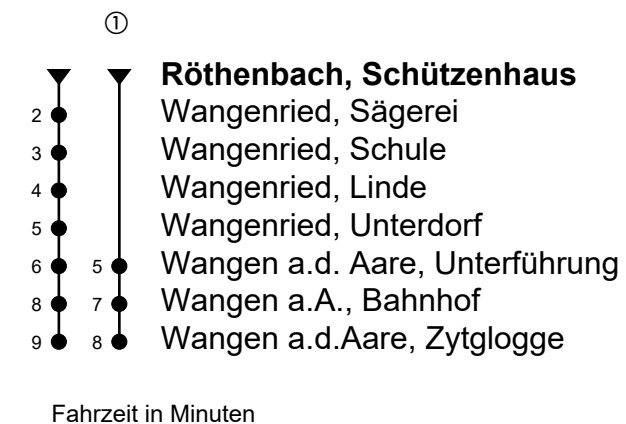 ①
Röthenbach, Schützenhaus
2 Wangenried, Sägerei
3 Wangenried, Schule
4 Wangenried, Linde
5 Wangenried, Unterdorf
6 5 Wangen a.d. Aare, Unterführung
8 7 Wangen a.A., Bahnhof
9 8 Wangen a.d.Aare, Zytglogge
Fahrzeit in Minuten